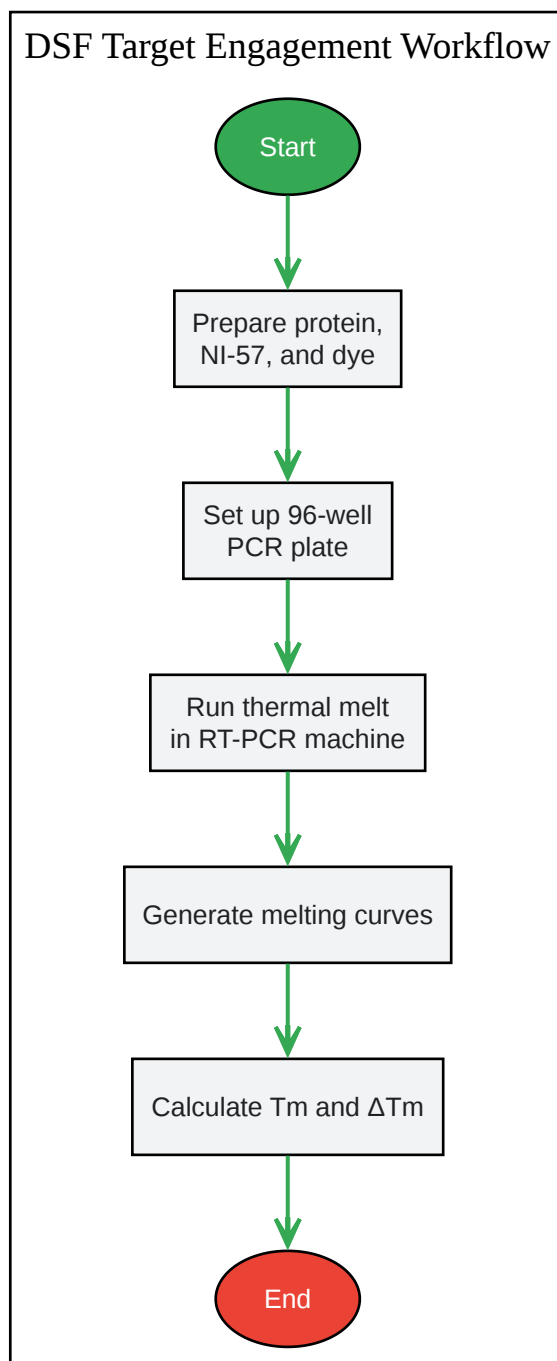 DSF Target Engagement Workflow
Start
Prepare protein,
NI-57, and dye
Set up 96-well
PCR plate
Run thermal melt
in RT-PCR machine
Generate melting curves
Calculate Tm and ΔTm
End